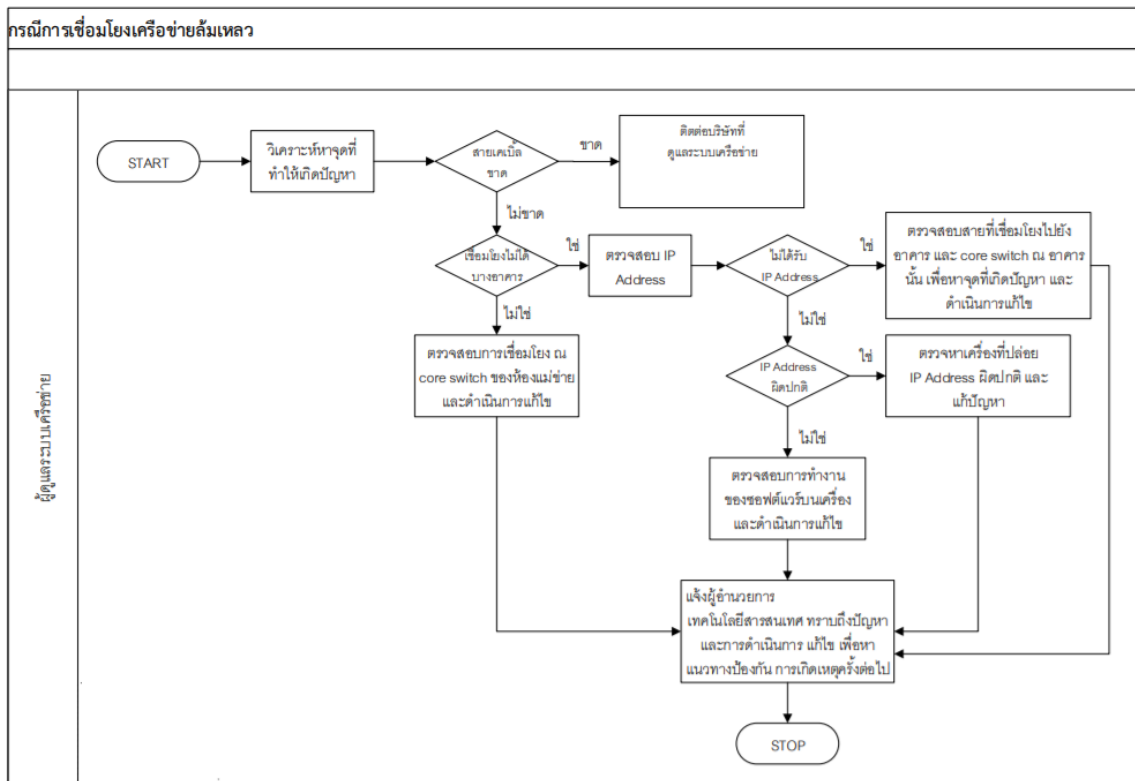 กรณีการเชื่อมโยงเครือข่ายล้มเหลว
ผู้ดูแลระบบเครือข่าย
START
วิเคราะห์หาจุดที่
ทำให้เกิดปัญหา
สายเคเบิ้ล
ขาด
ขาด
ติดต่อบริษัทที่
ดูแลระบบเครือข่าย
ไม่ขาด
เชื่อมโยงไม่ได้
บางอาคาร
ใช่
ตรวจสอบ IP
Address
ไม่ได้รับ
IP Address
ใช่
ตรวจสอบสายที่เชื่อมโยงไปยัง
อาคาร และ core switch ณ อาคาร
นั้น เพื่อหาจุดที่เกิดปัญหา และ
ดำเนินการแก้ไข
ไม่ใช่
ไม่ใช่
ตรวจสอบการเชื่อมโยง ณ
core switch ของห้องแม่ข่าย
และดำเนินการแก้ไข
IP Address
ผิดปกติ
ใช่
ตรวจหาเครื่องที่ปล่อย
IP Address ผิดปกติ และ
แก้ปัญหา
ไม่ใช่
ตรวจสอบการทำงาน
ของซอฟต์แวร์บนเครื่อง
และดำเนินการแก้ไข
แจ้งผู้อำนวยการ
เทคโนโลยีสารสนเทศ ทราบถึงปัญหา
และการดำเนินการ แก้ไข เพื่อหา
แนวทางป้องกัน การเกิดเหตุครั้งต่อไป
STOP